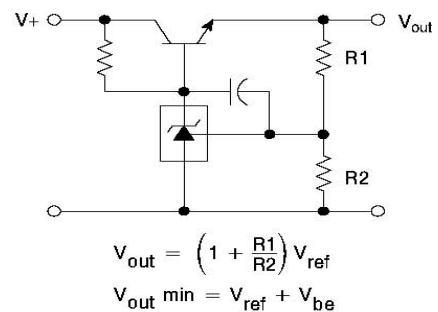 V+
Vout
R1
R2
Vout = (1 + R1/R2) Vref
Vout min = Vref + Vbe